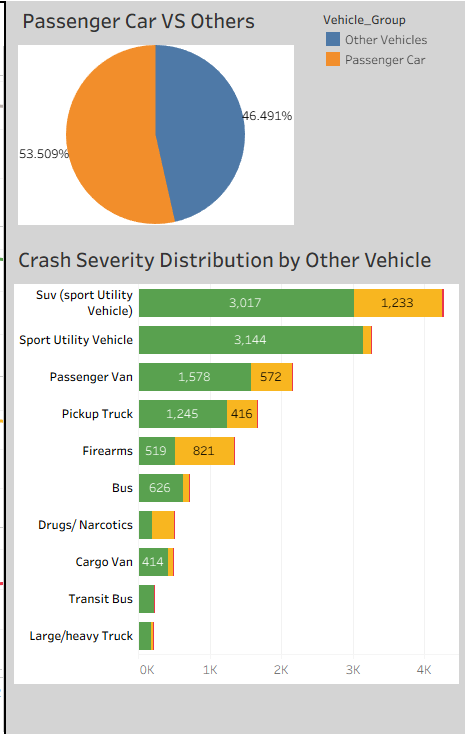 Passenger Car VS Others
Vehicle_Group
Other Vehicles
Passenger Car
46.491%
53.509%
Crash Severity Distribution by Other Vehicle
Suv (sport Utility
Vehicle)
3,017
1,233
Sport Utility Vehicle
3,144
Passenger Van
1,578
572
Pickup Truck
1,245
416
Firearms
519
821
Bus
626
Drugs/ Narcotics
Cargo Van
414
Transit Bus
Large/heavy Truck
0K
1K
2K
3K
4K